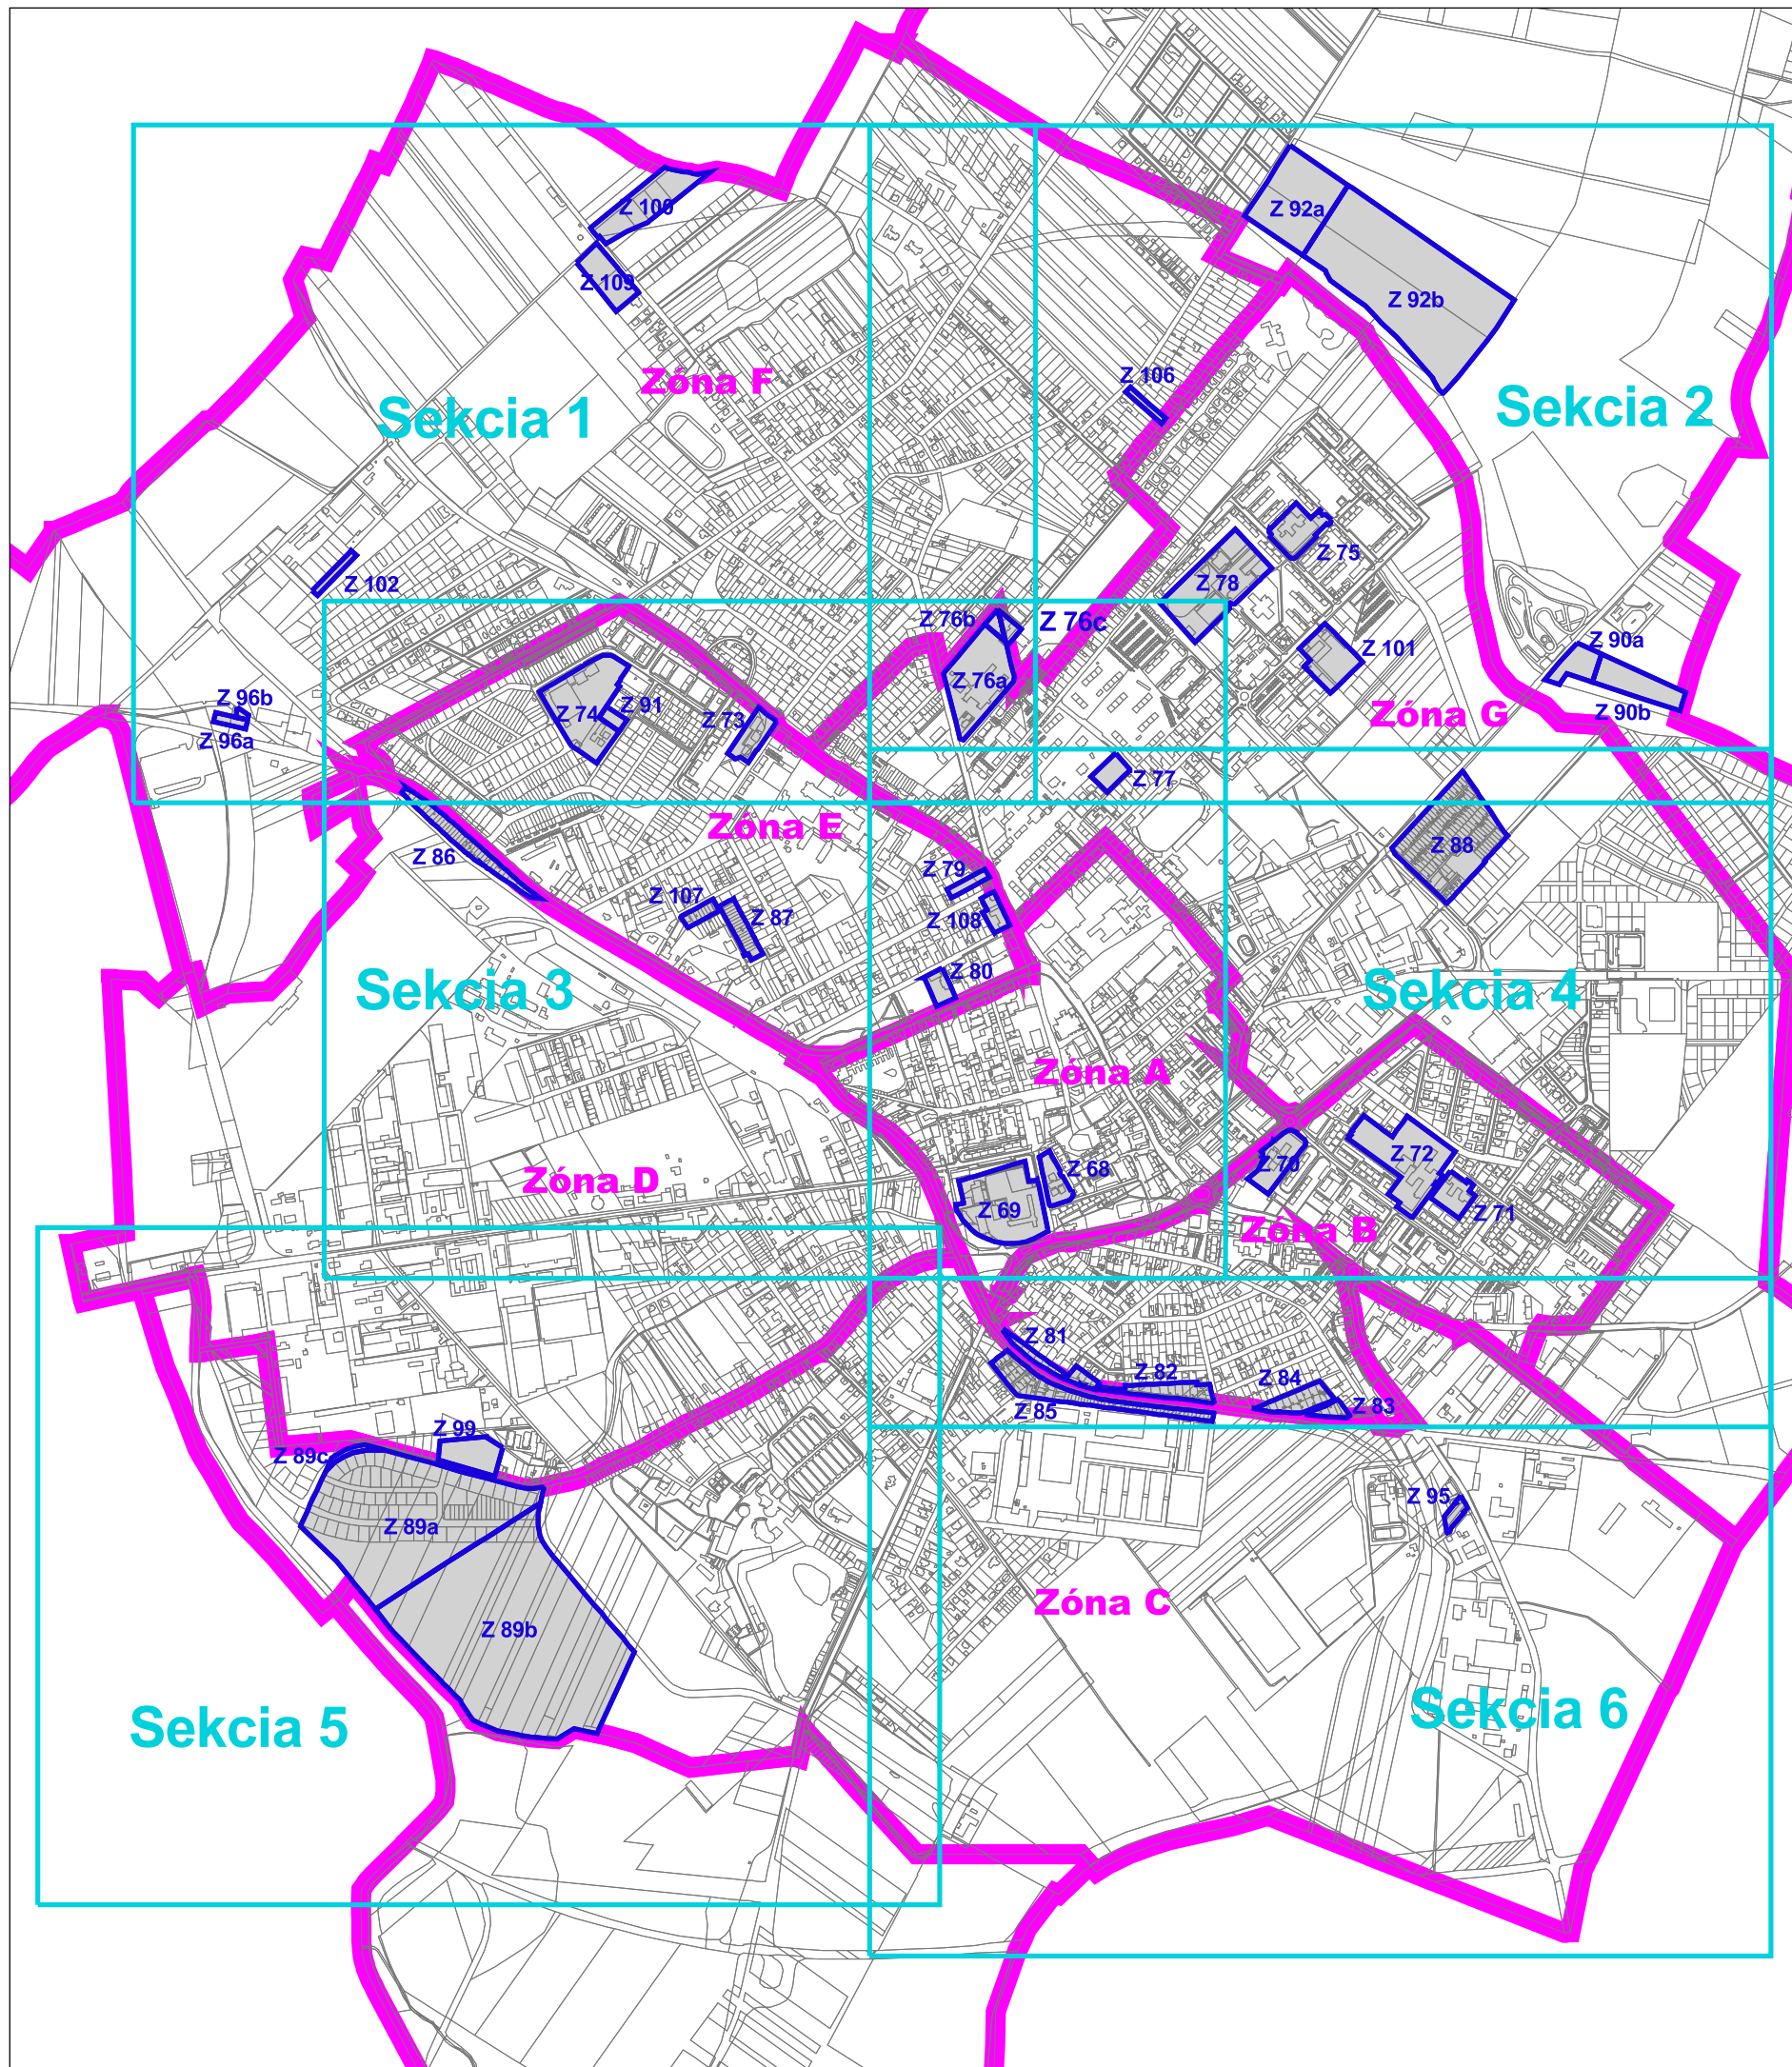 Z 100
Z 92a
Z 109
Z 92b
Zóna F
Z 106
Sekcia 1
Sekcia 2
Z 75
Z 102
Z 78
Z 76b
Z 76c
Z 101
Z 90a
Z 96b
Z 76a
Z 91
Z 74
Z 73
Zóna G
Z 90b
Z 96a
Z 77
Zóna E
Z 88
Z 86
Z 79
Z 107
Z 87
Z 108
Z 80
Sekcia 3
Sekcia 4
Zóna A
Z 72
Z 70
Z 68
Zóna D
Z 69
Z 71
Zóna B
Z 81
Z 82
Z 84
Z 85
Z 83
Z 99
Z 89c
Z 95
Z 89a
Zóna C
Z 89b
Sekcia 6
Sekcia 5